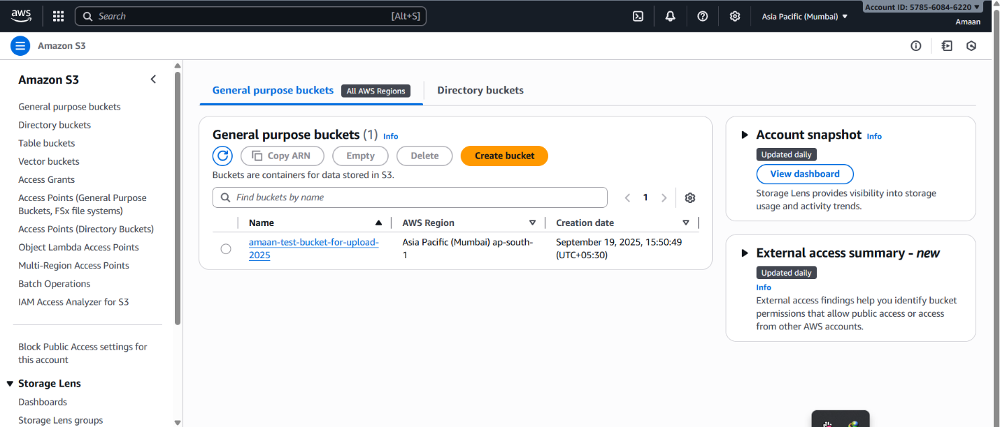 aws
Search
[Alt+S]
Asia Pacific (Mumbai)
Account ID: 5785-6084-6220
Amaan
Amazon S3
Amazon S3
General purpose buckets
Directory buckets
Table buckets
Vector buckets
Access Grants
Access Points (General Purpose
Buckets, FSx file systems)
Access Points (Directory Buckets)
Object Lambda Access Points
Multi-Region Access Points
Batch Operations
IAM Access Analyzer for S3
Block Public Access settings for
this account
Storage Lens
Dashboards
Storage Lens groups
General purpose buckets
All AWS Regions
Directory buckets
General purpose buckets (1) Info
Copy ARN
Empty
Delete
Create bucket
Buckets are containers for data stored in S3.
Find buckets by name
1
Name
AWS Region
Creation date
amaan-test-bucket-for-upload-
2025
Asia Pacific (Mumbai) ap-south-
1
September 19, 2025, 15:50:49
(UTC+05:30)
Account snapshot Info
Updated daily
View dashboard
Storage Lens provides visibility into storage
usage and activity trends.
External access summary - new
Updated daily
Info
External access findings help you identify bucket
permissions that allow public access or access
from other AWS accounts.